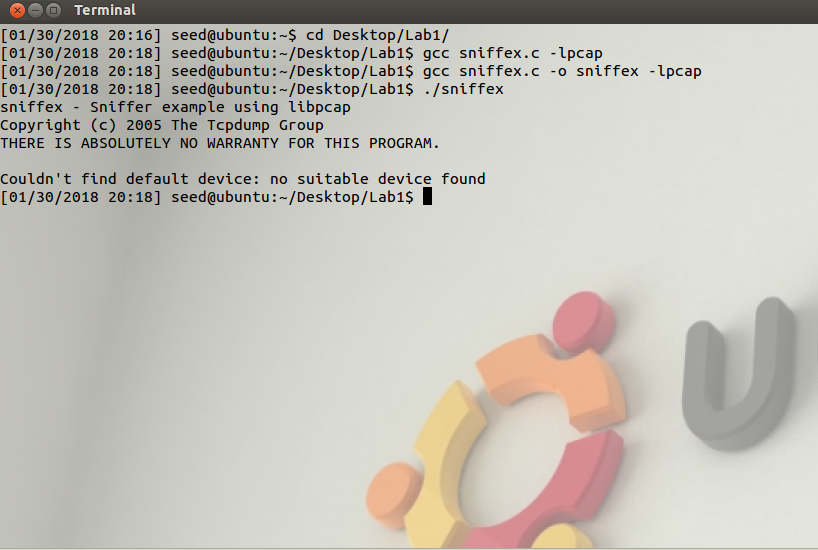 Terminal
[01/30/2018 20:16] seed@ubuntu:~$ cd Desktop/Lab1/
[01/30/2018 20:18] seed@ubuntu:~/Desktop/Lab1$ gcc sniffex.c -lpcap
[01/30/2018 20:18] seed@ubuntu:~/Desktop/Lab1$ gcc sniffex.c -o sniffex -lpcap
[01/30/2018 20:18] seed@ubuntu:~/Desktop/Lab1$ ./sniffex
sniffex - Sniffer example using libpcap
Copyright (c) 2005 The Tcpdump Group
THERE IS ABSOLUTELY NO WARRANTY FOR THIS PROGRAM.
Couldn't find default device: no suitable device found
[01/30/2018 20:18] seed@ubuntu:~/Desktop/Lab1$